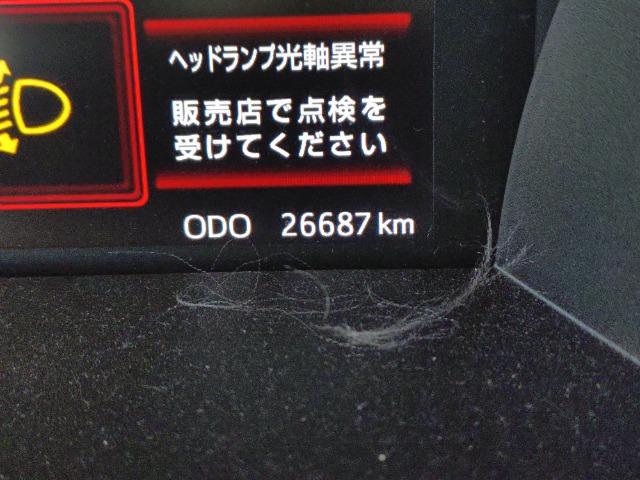 ヘッドランプ光軸異常
販売店で点検を
受けてください
ODO 26687 km